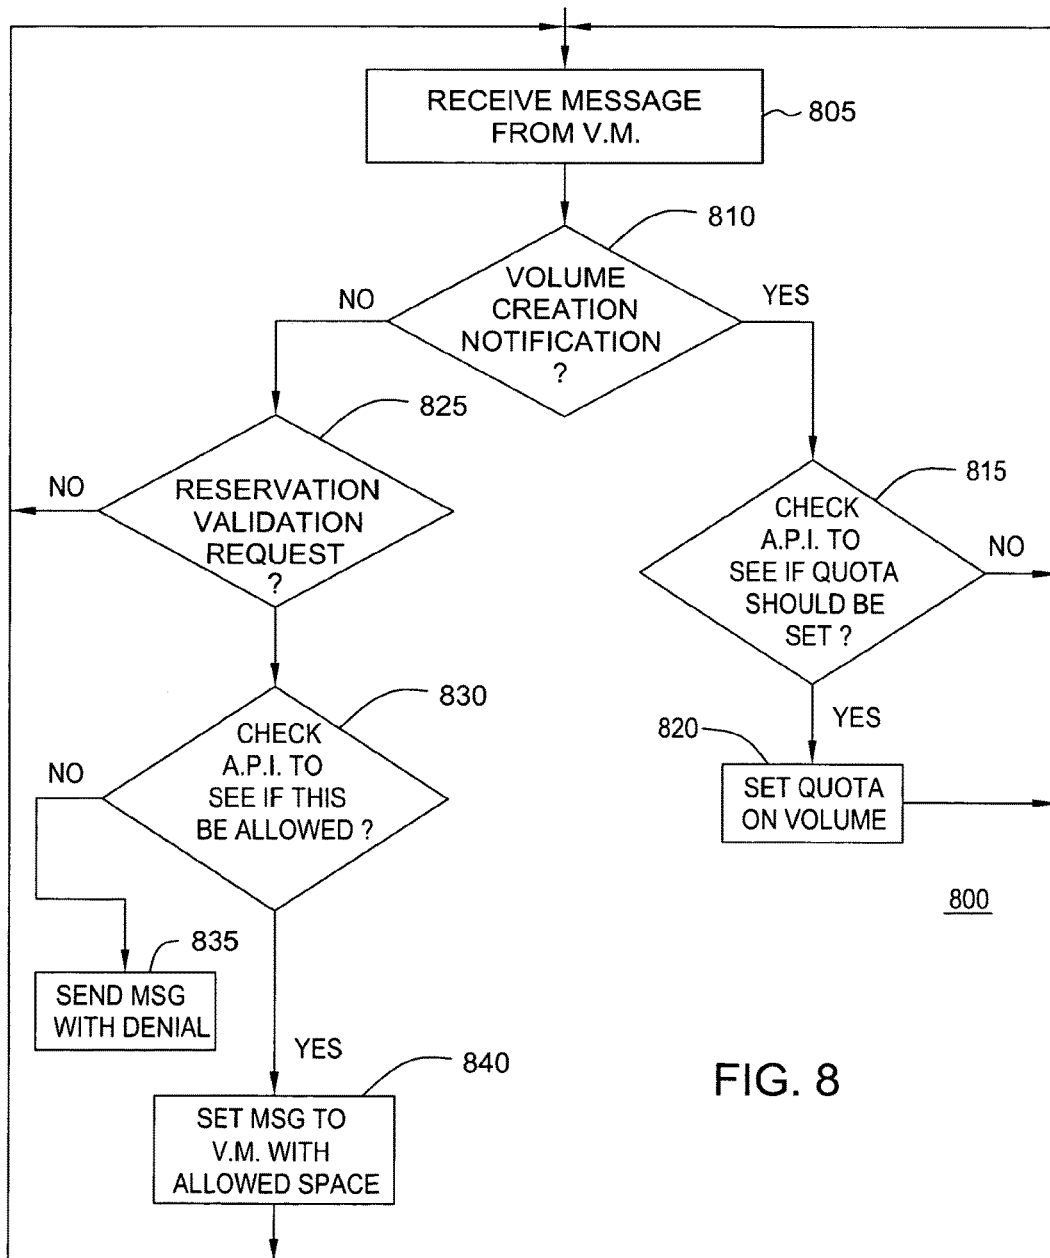 RECEIVE MESSAGE
FROM V.M.
805
810
VOLUME
CREATION
NOTIFICATION
?
NO
YES
825
RESERVATION
VALIDATION
REQUEST
?
NO
815
CHECK
A.P.I. TO
SEE IF QUOTA
SHOULD BE
SET ?
NO
YES
820
SET QUOTA
ON VOLUME
830
CHECK
A.P.I. TO
SEE IF THIS
BE ALLOWED ?
NO
800
835
SEND MSG
WITH DENIAL
YES
840
SET MSG TO
V.M. WITH
ALLOWED SPACE
FIG. 8